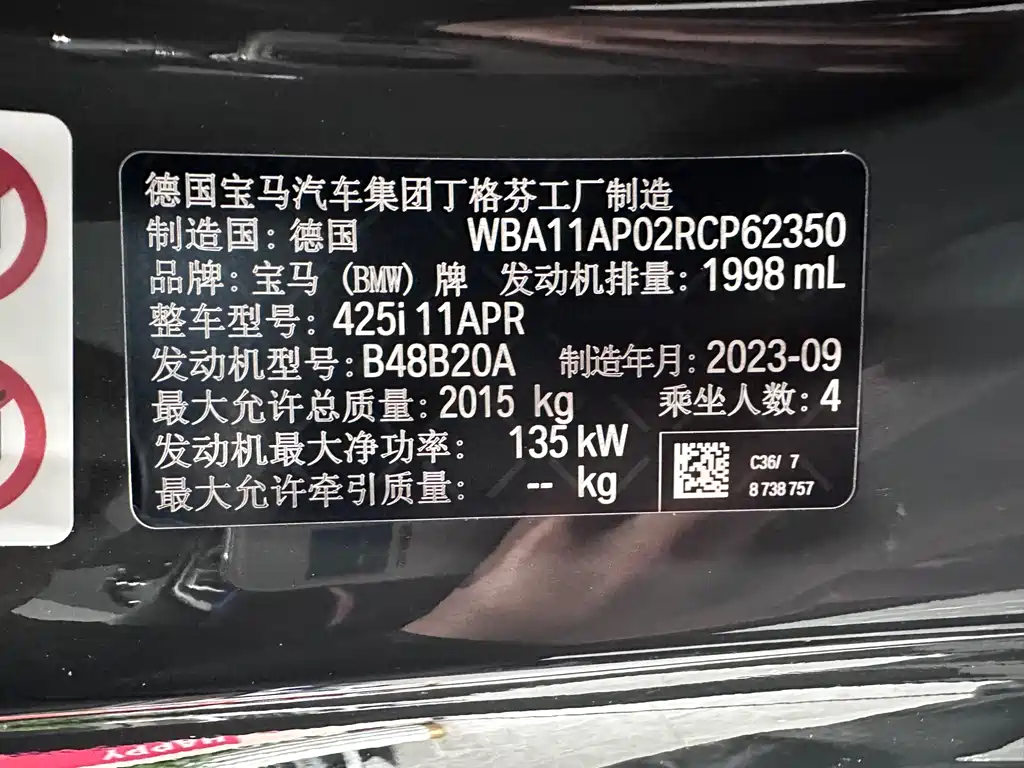 德国宝马汽车集团丁格芬工厂制造
制造国: 德国 WBA11AP02RCP62350
品牌: 宝马 (BMW) 牌 发动机排量: 1998 mL
整车型号: 425i 11APR
发动机型号: B48B20A 制造年月: 2023-09
最大允许总质量: 2015 kg 乘坐人数: 4
发动机最大净功率: 135 kW
最大允许牵引质量: -- kg
C36/ 7
8 738 757
HAPPY